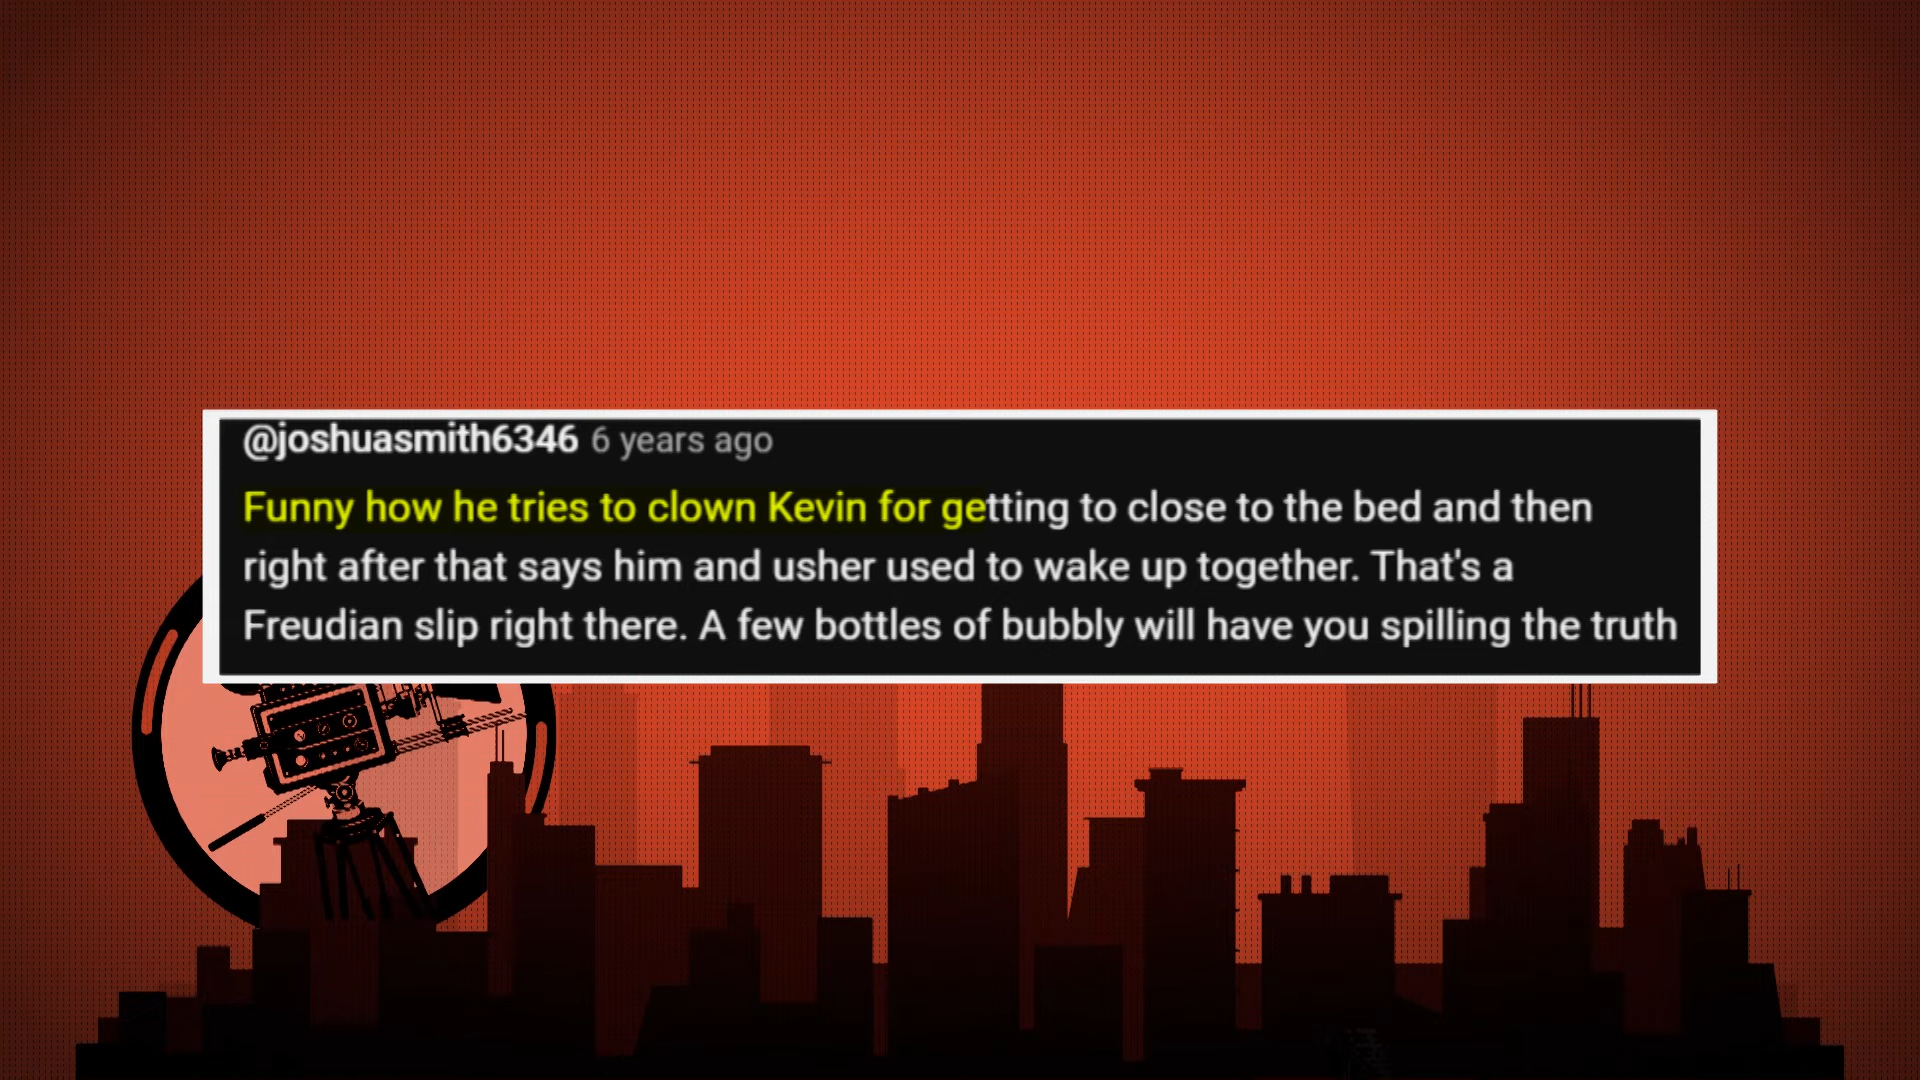 @joshuasmith6346 6 years ago
Funny how he tries to clown Kevin for getting to close to the bed and then
right after that says him and usher used to wake up together. That's a
Freudian slip right there. A few bottles of bubbly will have you spilling the truth